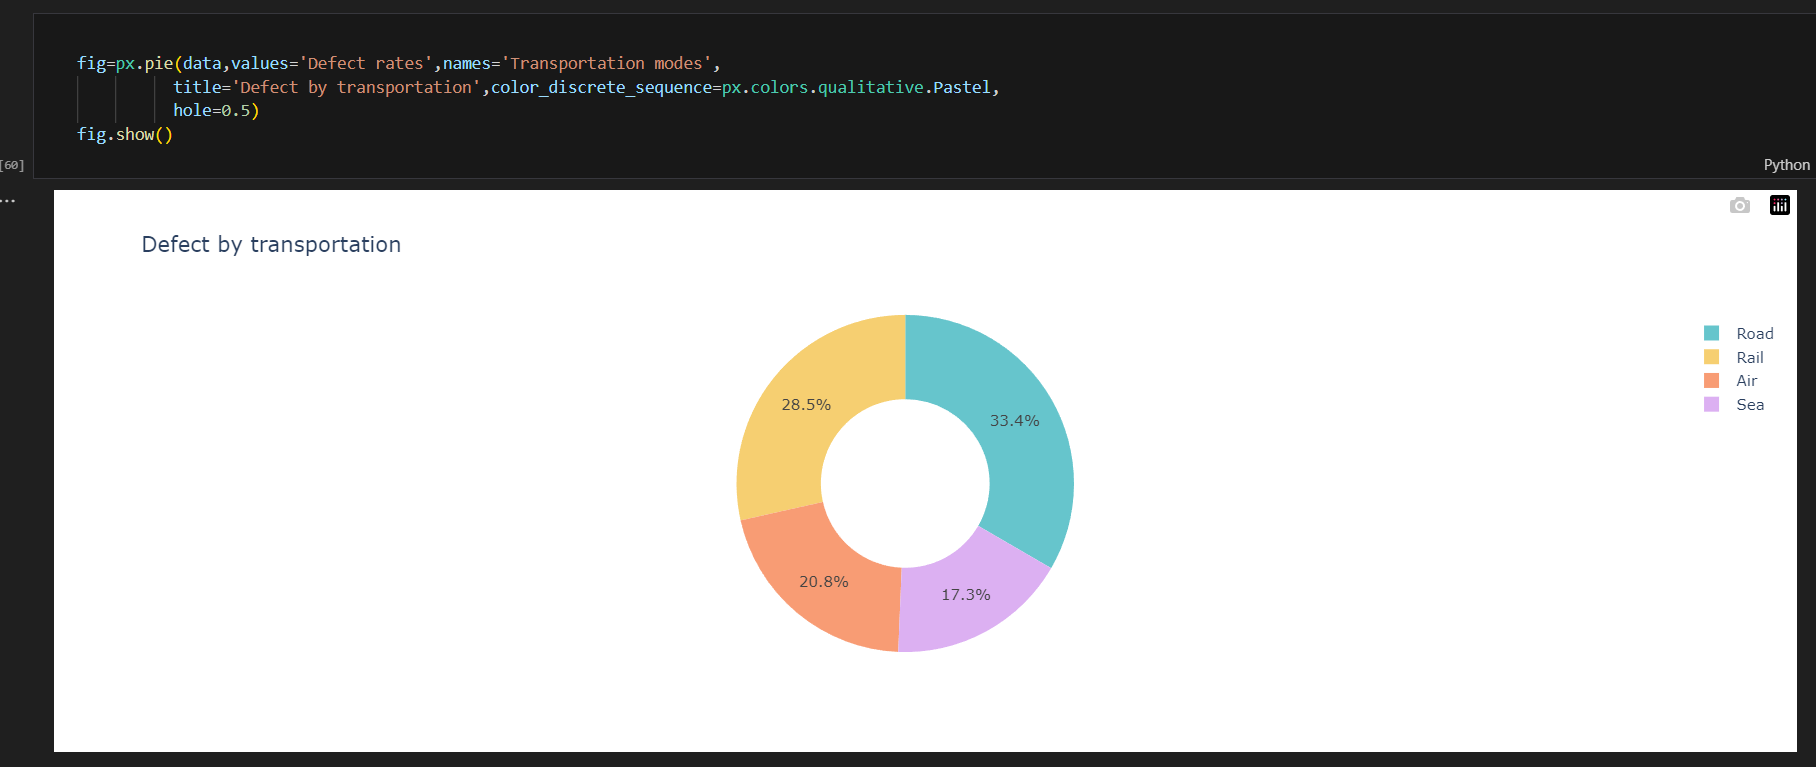 fig=px.pie(data,values='Defect rates',names='Transportation modes',
title='Defect by transportation',color_discrete_sequence=px.colors.qualitative.Pastel,
hole=0.5)
fig.show()
[60]
Python
...
Defect by transportation
Road
Rail
Air
Sea
28.5%
33.4%
20.8%
17.3%